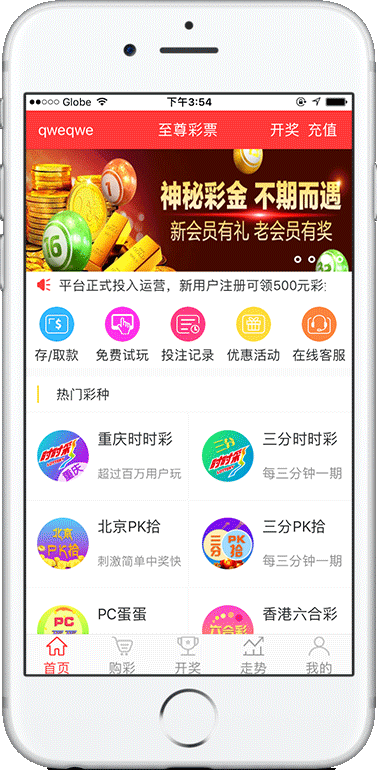 Globe 下午3:54
qweqwe 至尊彩票 开奖 充值
神秘彩金 不期而遇
新会员有礼 老会员有奖
16
平台正式投入运营，新用户注册可领500元彩
存/取款 免费试玩 投注记录 优惠活动 在线客服
热门彩种
时时彩 重庆
重庆时时彩
超过百万用户玩
三分 时时彩
三分时时彩
每三分钟一期
北京 PK拾
北京PK拾
刺激简单中奖快
三分 PK拾
三分PK拾
每三分钟一期
PC
PC蛋蛋
六合彩
香港六合彩
首页 购彩 开奖 走势 我的